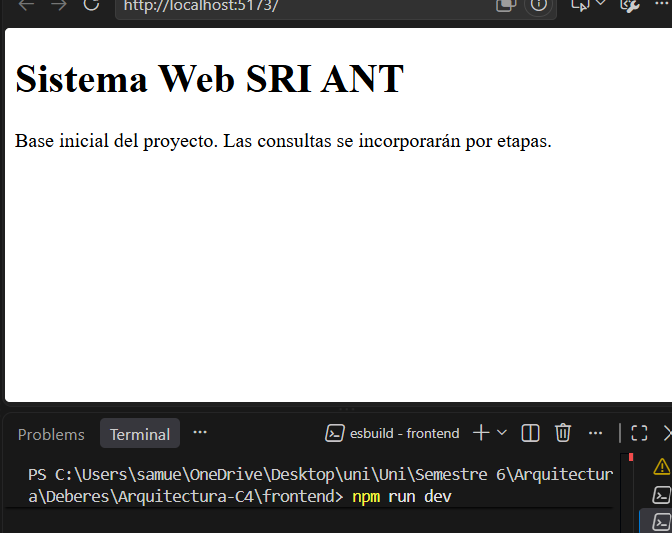 http://localhost:5173/
Sistema Web SRI ANT
Base inicial del proyecto. Las consultas se incorporarán por etapas.
Problems Terminal ··· esbuild - frontend ···
PS C:\Users\samue\OneDrive\Desktop\uni\Uni\Semestre 6\Arquitectur
a\Deberes\Arquitectura-C4\frontend> npm run dev